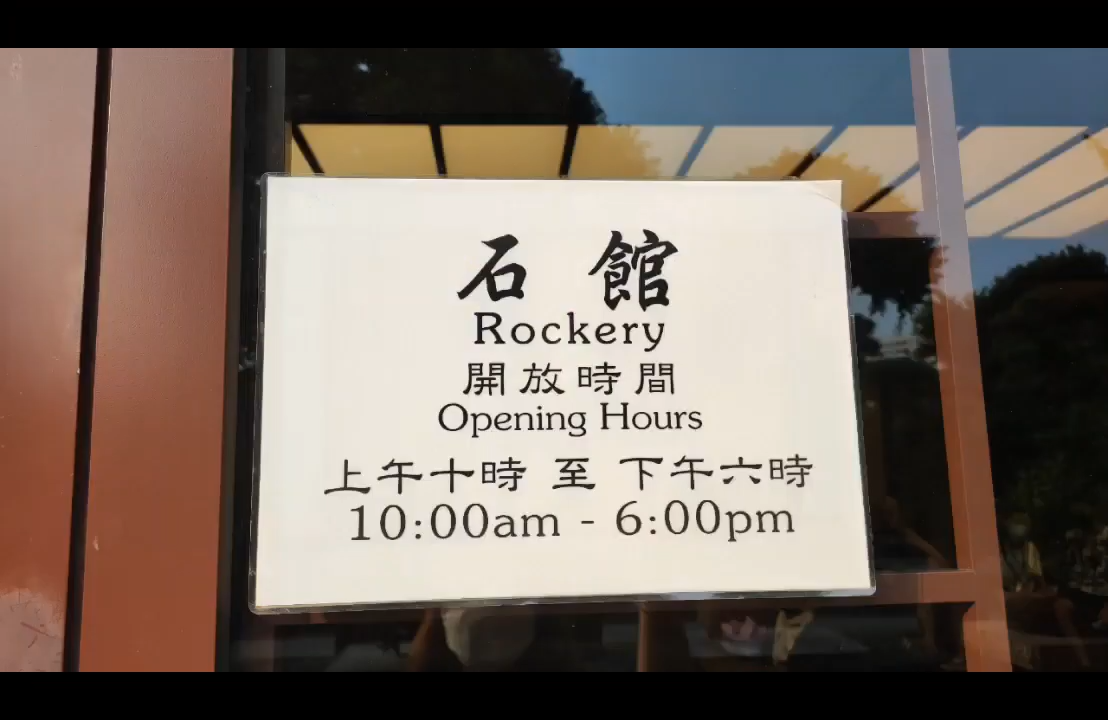 石館
Rockery
開放時間
Opening Hours
上午十時 至 下午六時
10:00am - 6:00pm